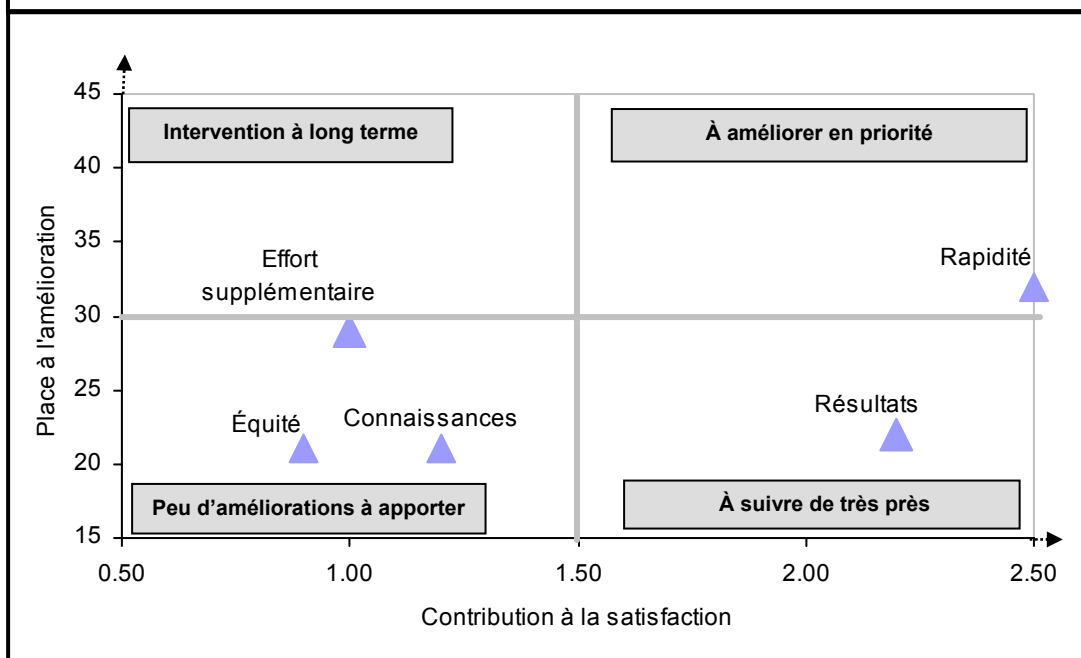 45
Intervention à long terme
À améliorer en priorité
40
35
Effort
supplémentaire
Rapidité
30
25
Équité
Connaissances
Résultats
20
Peu d’améliorations à apporter
À suivre de très près
15
0.50
1.00
1.50
2.00
2.50
Place à l'amélioration
Contribution à la satisfaction